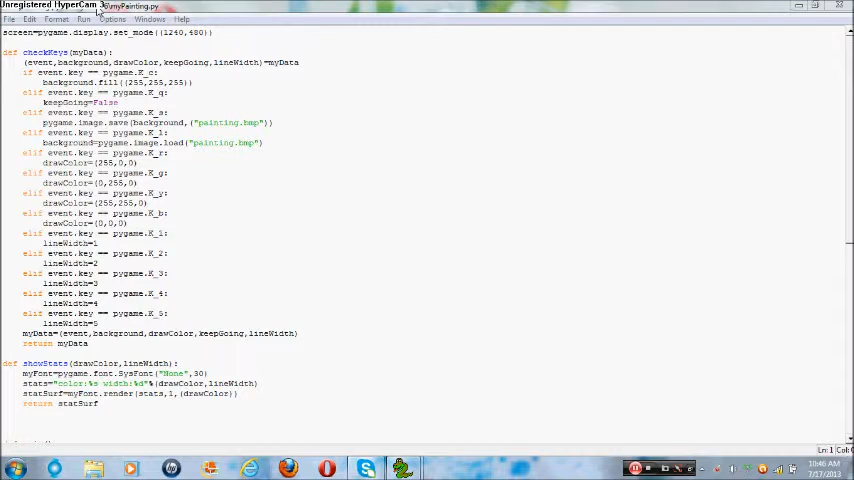 Unregistered HyperCam 3
6\myPainting.py
File Edit Format Run Options Windows Help
screen=pygame.display.set_mode((1240,480))
def checkKeys(myData):
(event,background,drawColor,keepGoing,lineWidth)=myData
if event.key == pygame.K_c:
background.fill((255,255,255))
elif event.key == pygame.K_q:
keepGoing=False
elif event.key == pygame.K_s:
pygame.image.save(background,("painting.bmp"))
elif event.key == pygame.K_l:
background=pygame.image.load("painting.bmp")
elif event.key == pygame.K_r:
drawColor=(255,0,0)
elif event.key == pygame.K_g:
drawColor=(0,255,0)
elif event.key == pygame.K_y:
drawColor=(255,255,0)
elif event.key == pygame.K_b:
drawColor=(0,0,0)
elif event.key == pygame.K_1:
lineWidth=1
elif event.key == pygame.K_2:
lineWidth=2
elif event.key == pygame.K_3:
lineWidth=3
elif event.key == pygame.K_4:
lineWidth=4
elif event.key == pygame.K_5:
lineWidth=5
myData=(event,background,drawColor,keepGoing,lineWidth)
return myData
def showStats(drawColor,lineWidth):
myFont=pygame.font.SysFont("None",30)
stats="color:%s width:%d"%(drawColor,lineWidth)
statSurf=myFont.render(stats,1,(drawColor))
return statSurf
Ln: 1 Col: 0
10:46 AM
7/17/2013